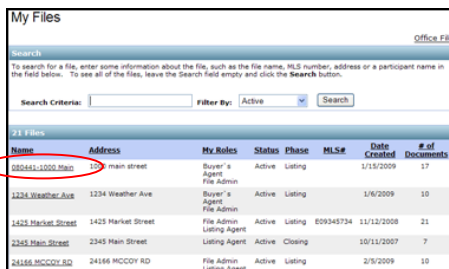 My Files
Office Fil
Search
To search for a file, enter some information about the file, such as the file name, MLS number, address or a participant name in
the field below. To see all of the files, leave the Search field empty and click the Search button.
Search Criteria: Filter By: Active Search
21 Files
Name Address My Roles Status Phase MLS# Date Created # of Documents
080441-1000 Main 1000 main street Buyer's Agent File Admin Active Listing 1/15/2009 17
1234 Weather Ave 1234 Weather Ave Buyer's Agent File Admin Active Listing 1/6/2009 10
1425 Market Street 1425 Market Street File Admin Listing Agent Active Listing E09345734 11/12/2008 21
2345 Main Street 2345 Main Street Listing Agent Active Closing 10/11/2007 7
24166 MCCOY RD 24166 MCCOY RD File Admin Listing Agent Active Listing 2/5/2009 10